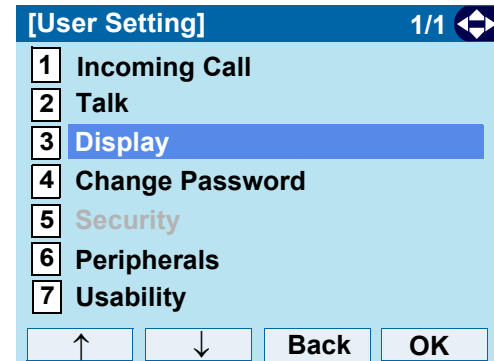 [User Setting] 1/1
1 Incoming Call
2 Talk
3 Display
4 Change Password
5 Security
6 Peripherals
7 Usability
↑ ↓ Back OK